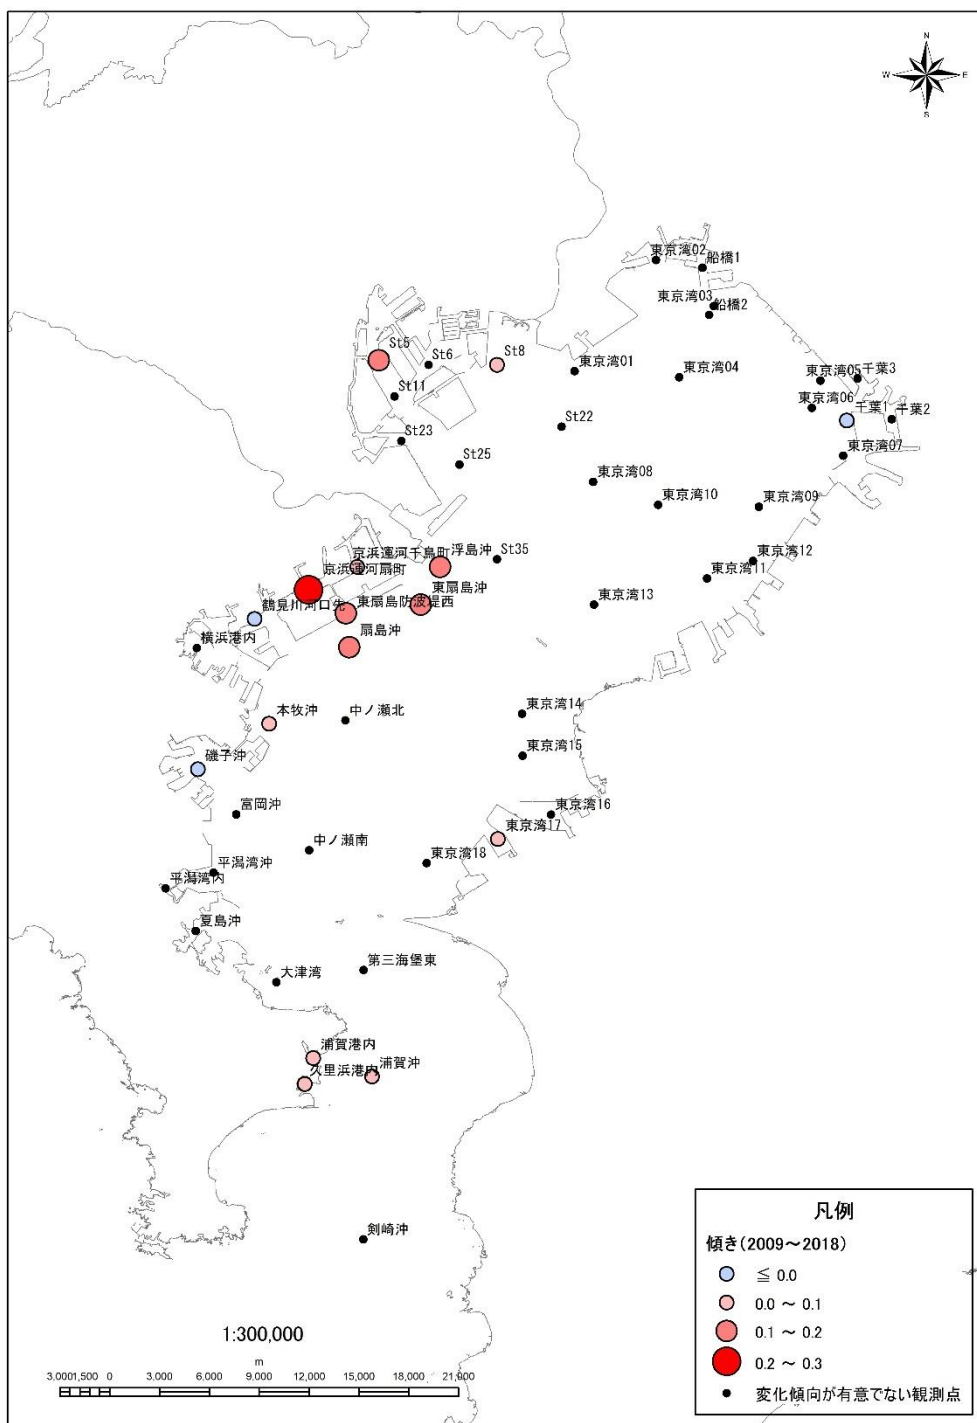 N
W
E
S
東京湾02
船橋1
東京湾03
船橋2
St5
St6
St8
東京湾01
東京湾04
東京湾05
千葉3
St11
東京湾06
千葉1
千葉2
St22
St23
東京湾07
St25
東京湾08
東京湾10
東京湾09
京浜運河千鳥町
浮島沖
St35
東京湾12
京浜運河扇町
東京湾11
東扇島沖
鶴見川河口先
東扇島防波堤西
東京湾13
扇島沖
横浜港内
本牧沖
中ノ瀬北
東京湾14
磯子沖
東京湾15
富岡沖
東京湾16
東京湾17
中ノ瀬南
東京湾18
平潟湾沖
平潟湾内
夏島沖
第三海堡東
大津湾
浦賀港内
浦賀沖
久里浜港内
剣崎沖
1:300,000
m
3,000 1,500 0 3,000 6,000 9,000 12,000 15,000 18,000 21,000
凡例
傾き(2009～2018)
≦ 0.0
0.0 ～ 0.1
0.1 ～ 0.2
0.2 ～ 0.3
変化傾向が有意でない観測点